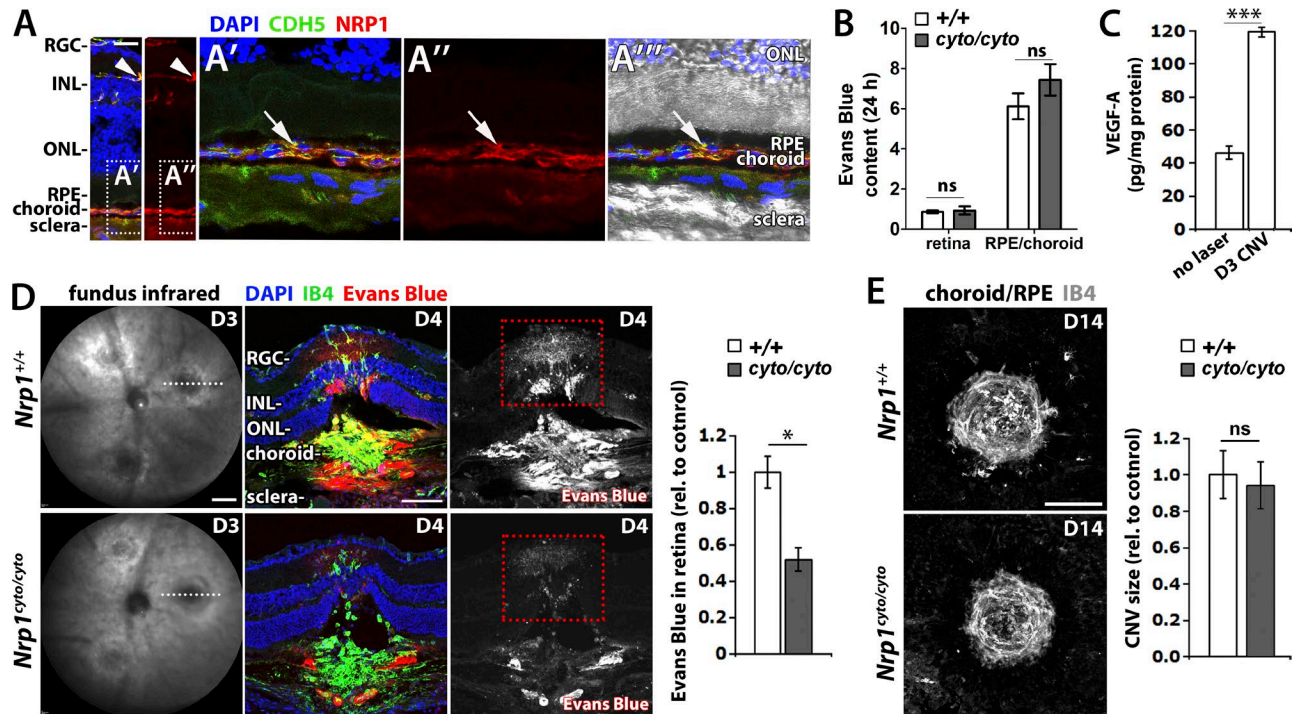 A
DAPI CDH5 NRP1
RGC-
INL-
ONL-
RPE-
choroid-
sclera-
A'
A''
A'
A''
A'''
ONL
RPE
choroid
sclera
B
+/+
cyto/cyto
Evans Blue
content (24 h)
10
8
6
4
2
0
ns
ns
retina
RPE/choroid
C
***
VEGF-A
(pg/mg protein)
120
80
40
0
no laser
D3 CNV
D
fundus infrared
DAPI IB4 Evans Blue
Nrp1+/+
D3
D4
D4
RGC-
INL-
ONL-
choroid-
sclera-
Evans Blue
Nrp1cyto/cyto
D3
D4
D4
Evans Blue
+/+
cyto/cyto
Evans Blue in retina (rel. to cotnrol)
1.2
1
0.8
0.6
0.4
0.2
0
*
E
choroid/RPE IB4
Nrp1+/+
D14
Nrp1cyto/cyto
D14
+/+
cyto/cyto
CNV size (rel. to cotnrol)
1.2
1.0
0.8
0.6
0.4
0.2
0.0
ns